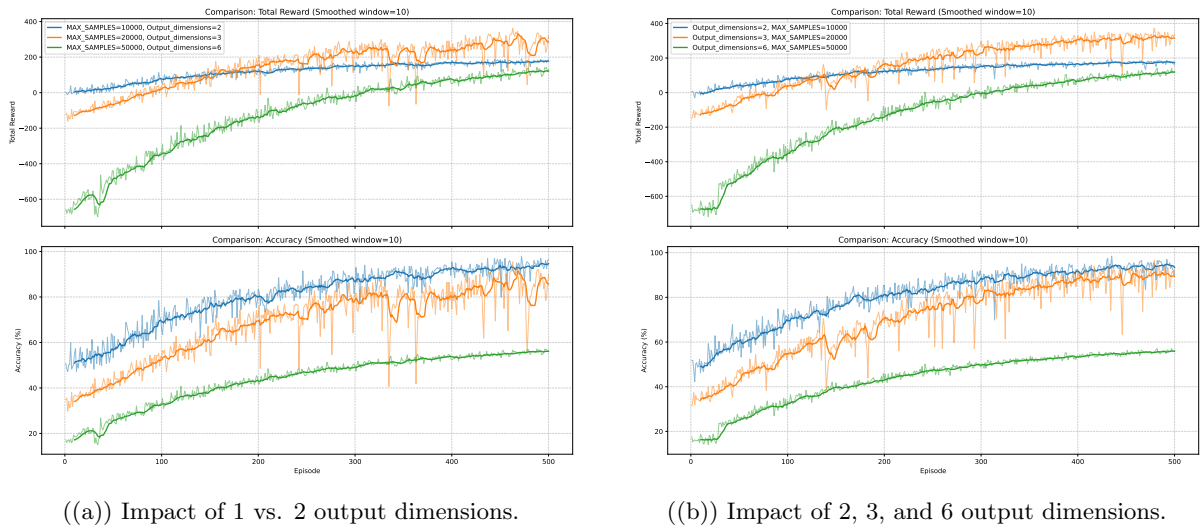 Comparison: Total Reward (Smoothed window=10)
MAX_SAMPLES=10000, Output_dimensions=2
MAX_SAMPLES=20000, Output_dimensions=3
MAX_SAMPLES=50000, Output_dimensions=6
Total Reward
200
0
−200
−400
−600
Comparison: Accuracy (Smoothed window=10)
Accuracy (%)
100
80
60
40
20
0
100
200
300
400
500
Episode
((a)) Impact of 1 vs. 2 output dimensions.
Comparison: Total Reward (Smoothed window=10)
Output_dimensions=2, MAX_SAMPLES=10000
Output_dimensions=3, MAX_SAMPLES=20000
Output_dimensions=6, MAX_SAMPLES=50000
Total Reward
400
200
0
−200
−400
−600
Comparison: Accuracy (Smoothed window=10)
Accuracy (%)
100
80
60
40
20
0
100
200
300
400
500
Episode
((b)) Impact of 2, 3, and 6 output dimensions.